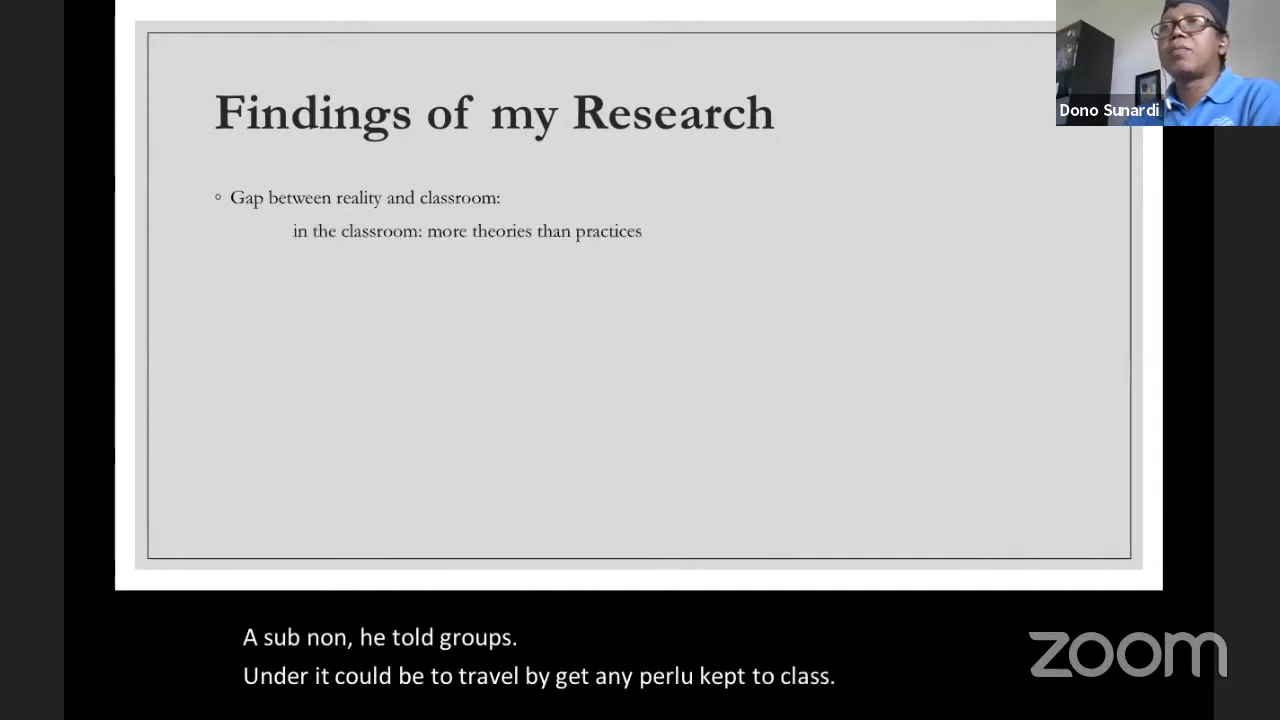 Findings of my Research
Gap between reality and classroom:
in the classroom: more theories than practices
Dono Sunardi
A sub non, he told groups.
Under it could be to travel by get any perlu kept to class.
zoom